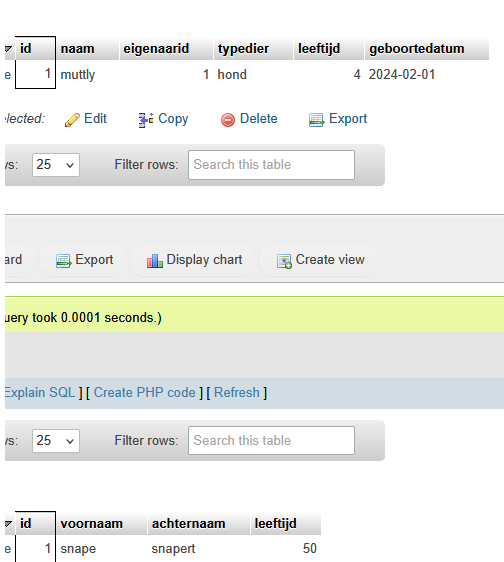 id naam eigenaarid typedier leeftijd geboortedatum
e 1 muttly 1 hond 4 2024-02-01
elected: Edit Copy Delete Export
ws: 25 Filter rows: Search this table
ard Export Display chart Create view
uery took 0.0001 seconds.)
Explain SQL ] [ Create PHP code ] [ Refresh ]
ws: 25 Filter rows: Search this table
id voornaam achternaam leeftijd
e 1 snape snapert 50